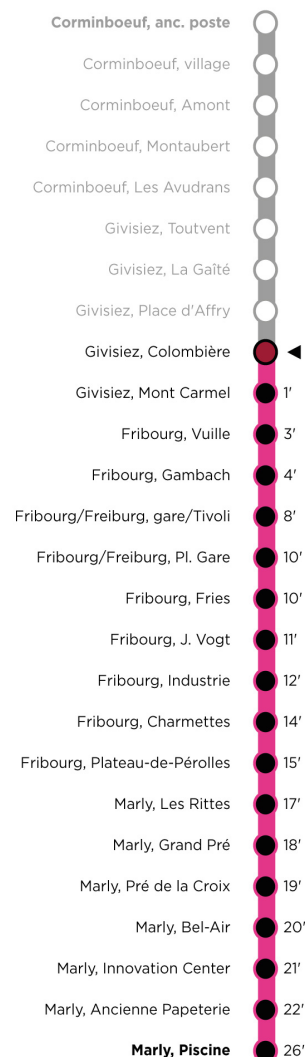 Corminboeuf, anc. poste
Corminboeuf, village
Corminboeuf, Amont
Corminboeuf, Montaubert
Corminboeuf, Les Avudrans
Givisiez, Toutvent
Givisiez, La Gaîté
Givisiez, Place d'Affry
Givisiez, Colombière
Givisiez, Mont Carmel 1'
Fribourg, Vuille 3'
Fribourg, Gambach 4'
Fribourg/Freiburg, gare/Tivoli 8'
Fribourg/Freiburg, Pl. Gare 10'
Fribourg, Fries 10'
Fribourg, J. Vogt 11'
Fribourg, Industrie 12'
Fribourg, Charmettes 14'
Fribourg, Plateau-de-Pérolles 15'
Marly, Les Rittes 17'
Marly, Grand Pré 18'
Marly, Pré de la Croix 19'
Marly, Bel-Air 20'
Marly, Innovation Center 21'
Marly, Ancienne Papeterie 22'
Marly, Piscine 26'